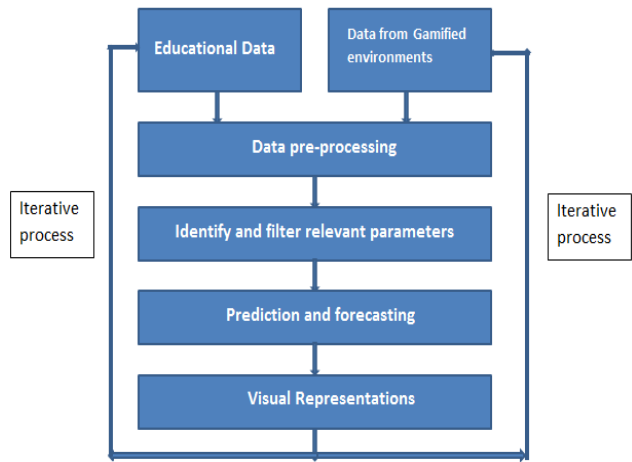 Educational Data
Data from Gamified
environments
Data pre-processing
Iterative
process
Identify and filter relevant parameters
Iterative
process
Prediction and forecasting
Visual Representations